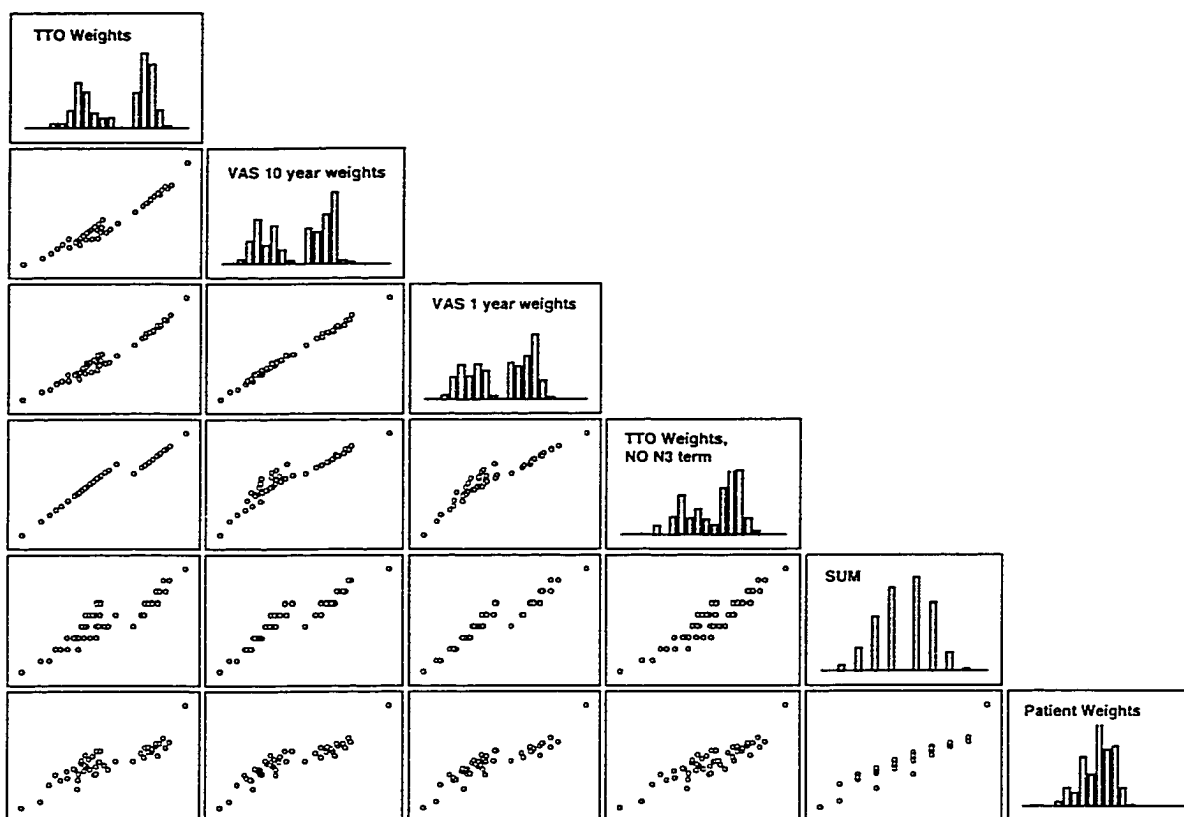 TTO Weights
VAS 10 year weights
VAS 1 year weights
TTO Weights,
NO N3 term
SUM
Patient Weights